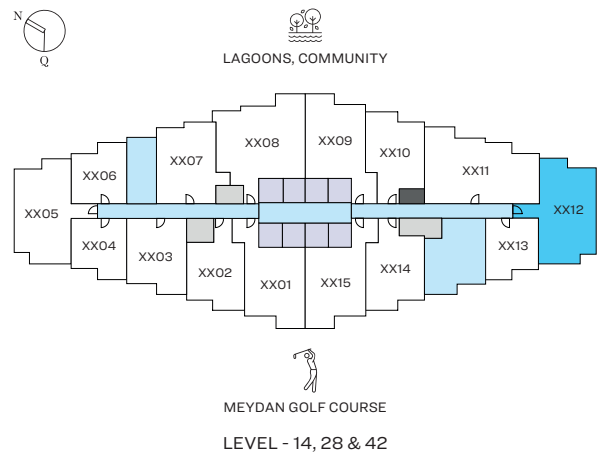 N
Q
LAGOONS, COMMUNITY
XX08 XX09
XX07 XX10
XX06 XX11
XX05 XX12
XX04 XX13
XX03 XX14
XX02
XX01 XX15
MEYDAN GOLF COURSE
LEVEL - 14, 28 & 42